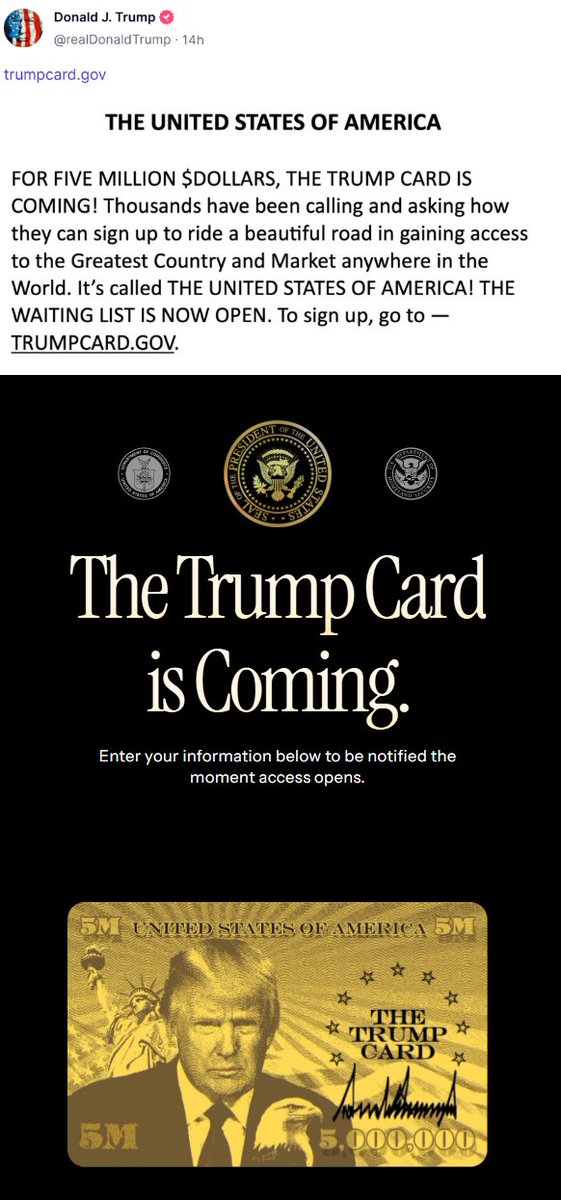 Donald J. Trump
@realDonaldTrump · 14h
trumpcard.gov
THE UNITED STATES OF AMERICA
FOR FIVE MILLION $DOLLARS, THE TRUMP CARD IS
COMING! Thousands have been calling and asking how
they can sign up to ride a beautiful road in gaining access
to the Greatest Country and Market anywhere in the
World. It’s called THE UNITED STATES OF AMERICA! THE
WAITING LIST IS NOW OPEN. To sign up, go to —
TRUMPCARD.GOV.
DEPARTMENT OF COMMERCE
UNITED STATES OF AMERICA
SEAL OF THE PRESIDENT OF THE UNITED STATES
U.S. DEPARTMENT OF
HOMELAND SECURITY
The Trump Card
is Coming.
Enter your information below to be notified the
moment access opens.
5M UNITED STATES OF AMERICA 5M
THE
TRUMP
CARD
5M
5,000,000